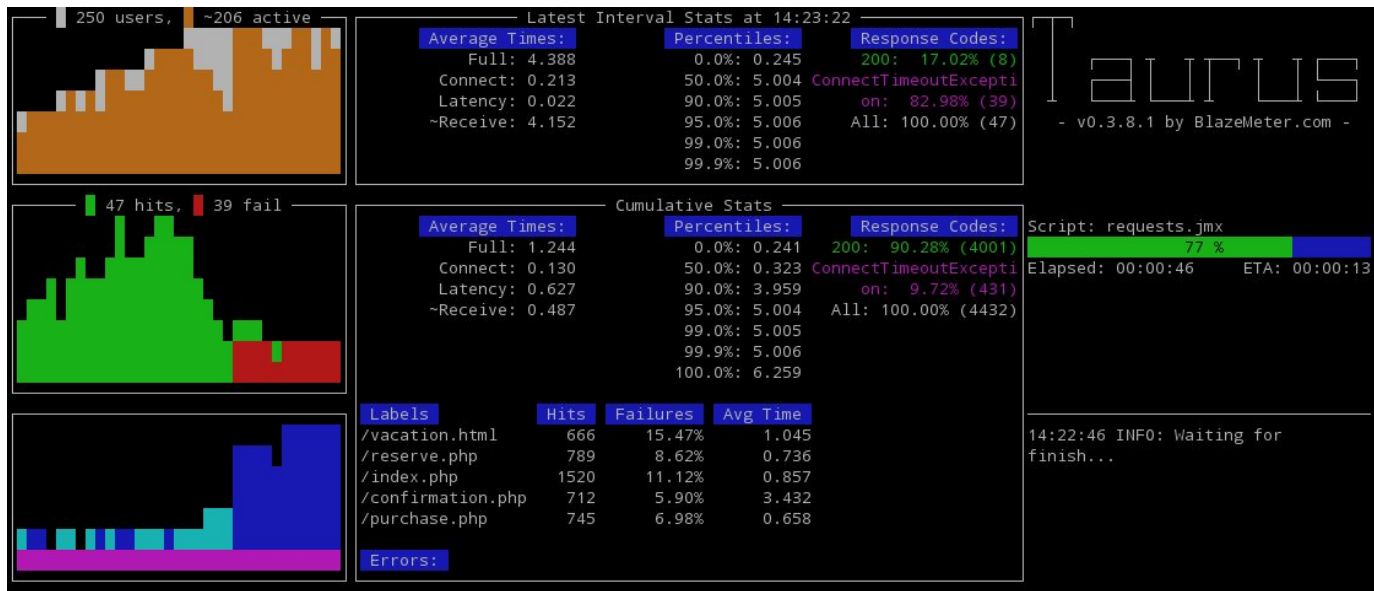 250 users, ~206 active
47 hits, 39 fail
Latest Interval Stats at 14:23:22
Average Times: Percentiles: Response Codes:
Full: 4.388 0.0%: 0.245 200: 17.02% (8)
Connect: 0.213 50.0%: 5.004 ConnectTimeoutExcepti
Latency: 0.022 90.0%: 5.005 on: 82.98% (39)
~Receive: 4.152 95.0%: 5.006 All: 100.00% (47)
99.0%: 5.006
99.9%: 5.006
Cumulative Stats
Average Times: Percentiles: Response Codes:
Full: 1.244 0.0%: 0.241 200: 90.28% (4001)
Connect: 0.130 50.0%: 0.323 ConnectTimeoutExcepti
Latency: 0.627 90.0%: 3.959 on: 9.72% (431)
~Receive: 0.487 95.0%: 5.004 All: 100.00% (4432)
99.0%: 5.005
99.9%: 5.006
100.0%: 6.259
Labels Hits Failures Avg Time
/vacation.html 666 15.47% 1.045
/reserve.php 789 8.62% 0.736
/index.php 1520 11.12% 0.857
/confirmation.php 712 5.90% 3.432
/purchase.php 745 6.98% 0.658
Errors:
Taurus
- v0.3.8.1 by BlazeMeter.com -
Script: requests.jmx
77 %
Elapsed: 00:00:46 ETA: 00:00:13
14:22:46 INFO: Waiting for
finish...